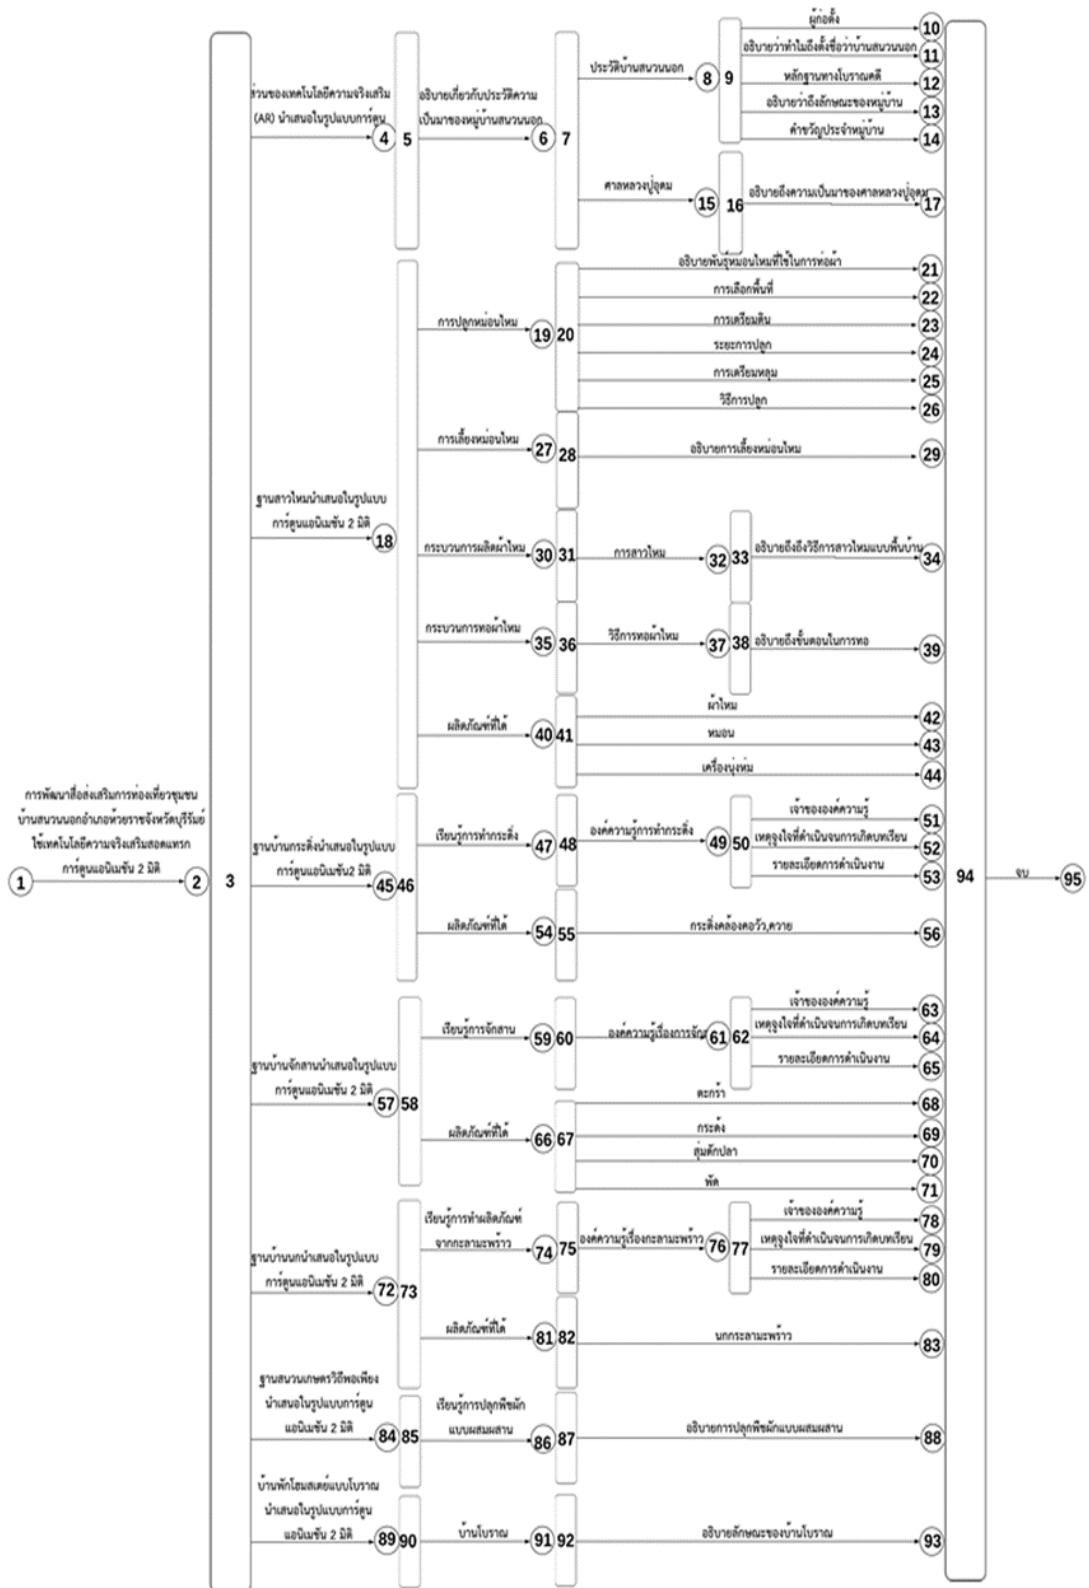 ผู้ก่อตั้ง
10
อธิบายว่าทำไมถึงตั้งชื่อว่าบ้านสนวนนอก
11
ประวัติบ้านสนวนนอก
8
9
หลักฐานทางโบราณคดี
12
อธิบายว่าถึงลักษณะของหมู่บ้าน
13
คำขวัญประจำหมู่บ้าน
14
ส่วนของเทคโนโลยีความจริงเสริม
(AR) นำเสนอในรูปแบบการ์ตูน
4
5
อธิบายเกี่ยวกับประวัติความ
เป็นมาของหมู่บ้านสนวนนอก
6
7
ศาลหลวงปู่อุดม
15
16
อธิบายถึงความเป็นมาของศาลหลวงปู่อุดม
17
อธิบายพันธุ์หมอนไหมที่ใช้ในการท่อผ้า
21
การเลือกพื้นที่
22
การปลูกหม่อนไหม
19
20
การเตรียมดิน
23
ระยะการปลูก
24
การเตรียมหลุม
25
วิธีการปลูก
26
การเลี้ยงหม่อนไหม
27
28
อธิบายการเลี้ยงหม่อนไหม
29
ฐานสาวไหมนำเสนอในรูปแบบ
การ์ตูนแอนิเมชัน 2 มิติ
18
กระบวนการผลิตผ้าไหม
30
31
การสาวไหม
32
33
อธิบายถึงถึงวิธีการสาวไหมแบบพื้นบ้าน
34
กระบวนการทอผ้าไหม
35
36
วิธีการทอผ้าไหม
37
38
อธิบายถึงขั้นตอนในการทอ
39
ผลิตภัณฑ์ที่ได้
40
41
ผ้าไหม
42
หมอน
43
เครื่องนุ่งห่ม
44
การพัฒนาสื่อส่งเสริมการท่องเที่ยวชุมชน
บ้านสนวนนอกอำเภอห้วยราชจังหวัดบุรีรัมย์
ใช้เทคโนโลยีความจริงเสริมสอดแทรก
การ์ตูนแอนิเมชัน 2 มิติ
1
2
3
ฐานบ้านกระดิ่งนำเสนอในรูปแบบ
การ์ตูนแอนิเมชัน2 มิติ
45
46
เรียนรู้การทำกระดิ่ง
47
48
องค์ความรู้การทำกระดิ่ง
49
50
เจ้าขององค์ความรู้
51
เหตุจูงใจที่ดำเนินจนการเกิดบทเรียน
52
รายละเอียดการดำเนินงาน
53
94
จบ
95
ผลิตภัณฑ์ที่ได้
54
55
กระดิ่งคล้องคอวัว,ควาย
56
เรียนรู้การจักสาน
59
60
องค์ความรู้เรื่องการจักส
61
62
เจ้าขององค์ความรู้
63
เหตุจูงใจที่ดำเนินจนการเกิดบทเรียน
64
รายละเอียดการดำเนินงาน
65
ฐานบ้านจักสานนำเสนอในรูปแบบ
การ์ตูนแอนิเมชัน 2 มิติ
57
58
ผลิตภัณฑ์ที่ได้
66
67
ตะกร้า
68
กระด้ง
69
สุ่มดักปลา
70
พัด
71
ฐานบ้านนกนำเสนอในรูปแบบ
การ์ตูนแอนิเมชัน 2 มิติ
72
73
เรียนรู้การทำผลิตภัณฑ์
จากกะลามะพร้าว
74
75
องค์ความรู้เรื่องกะลามะพร้าว
76
77
เจ้าขององค์ความรู้
78
เหตุจูงใจที่ดำเนินจนการเกิดบทเรียน
79
รายละเอียดการดำเนินงาน
80
ผลิตภัณฑ์ที่ได้
81
82
นกกระลามะพร้าว
83
ฐานสนวนเกษตรวิถีพอเพียง
นำเสนอในรูปแบบการ์ตูน
แอนิเมชัน 2 มิติ
84
85
เรียนรู้การปลูกพืชผัก
แบบผสมผสาน
86
87
อธิบายการปลูกพืชผักแบบผสมผสาน
88
บ้านพักโฮมสเตย์แบบโบราณ
นำเสนอในรูปแบบการ์ตูน
แอนิเมชัน 2 มิติ
89
90
บ้านโบราณ
91
92
อธิบายลักษณะของบ้านโบราณ
93